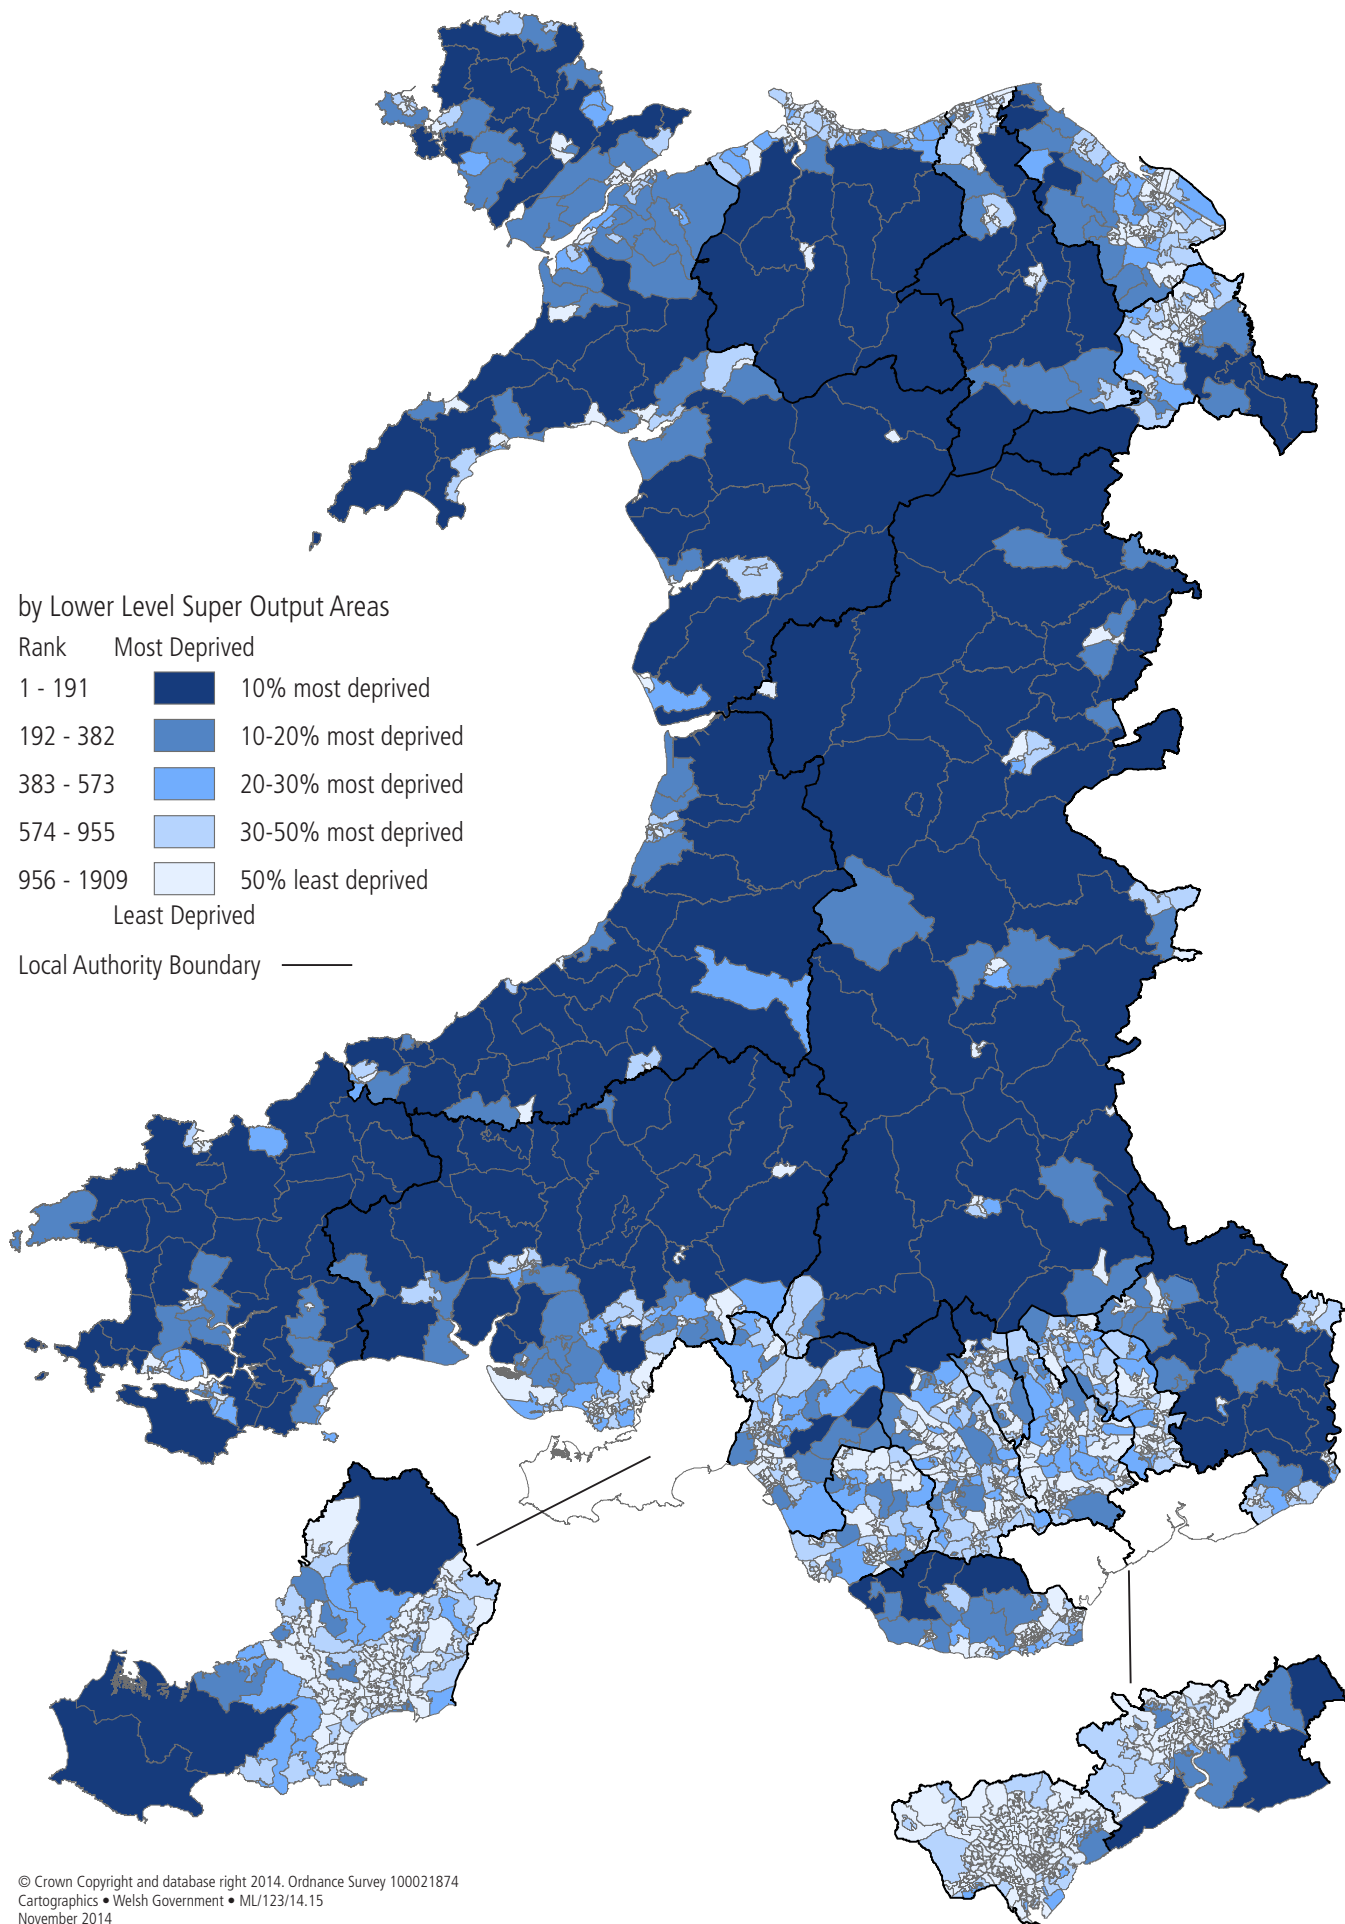 by Lower Level Super Output Areas
Rank Most Deprived
1 - 191 10% most deprived
192 - 382 10-20% most deprived
383 - 573 20-30% most deprived
574 - 955 30-50% most deprived
956 - 1909 50% least deprived
Least Deprived
Local Authority Boundary
© Crown Copyright and database right 2014. Ordnance Survey 100021874
Cartographics • Welsh Government • ML/123/14.15
November 2014